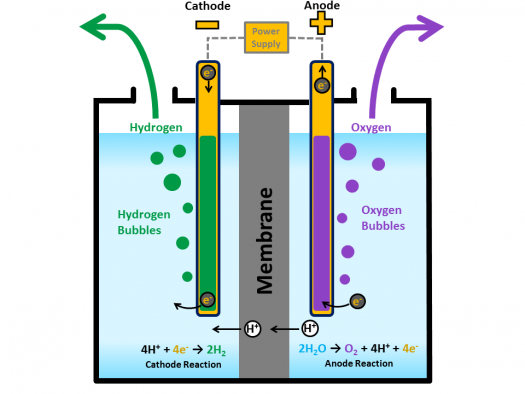 Cathode
Anode
−
+
Power
Supply
e⁻
e⁻
Hydrogen
Oxygen
Hydrogen
Bubbles
Oxygen
Bubbles
Membrane
e⁻
e⁻
H⁺
H⁺
4H⁺ + 4e⁻ → 2H₂
Cathode Reaction
2H₂O → O₂ + 4H⁺ + 4e⁻
Anode Reaction